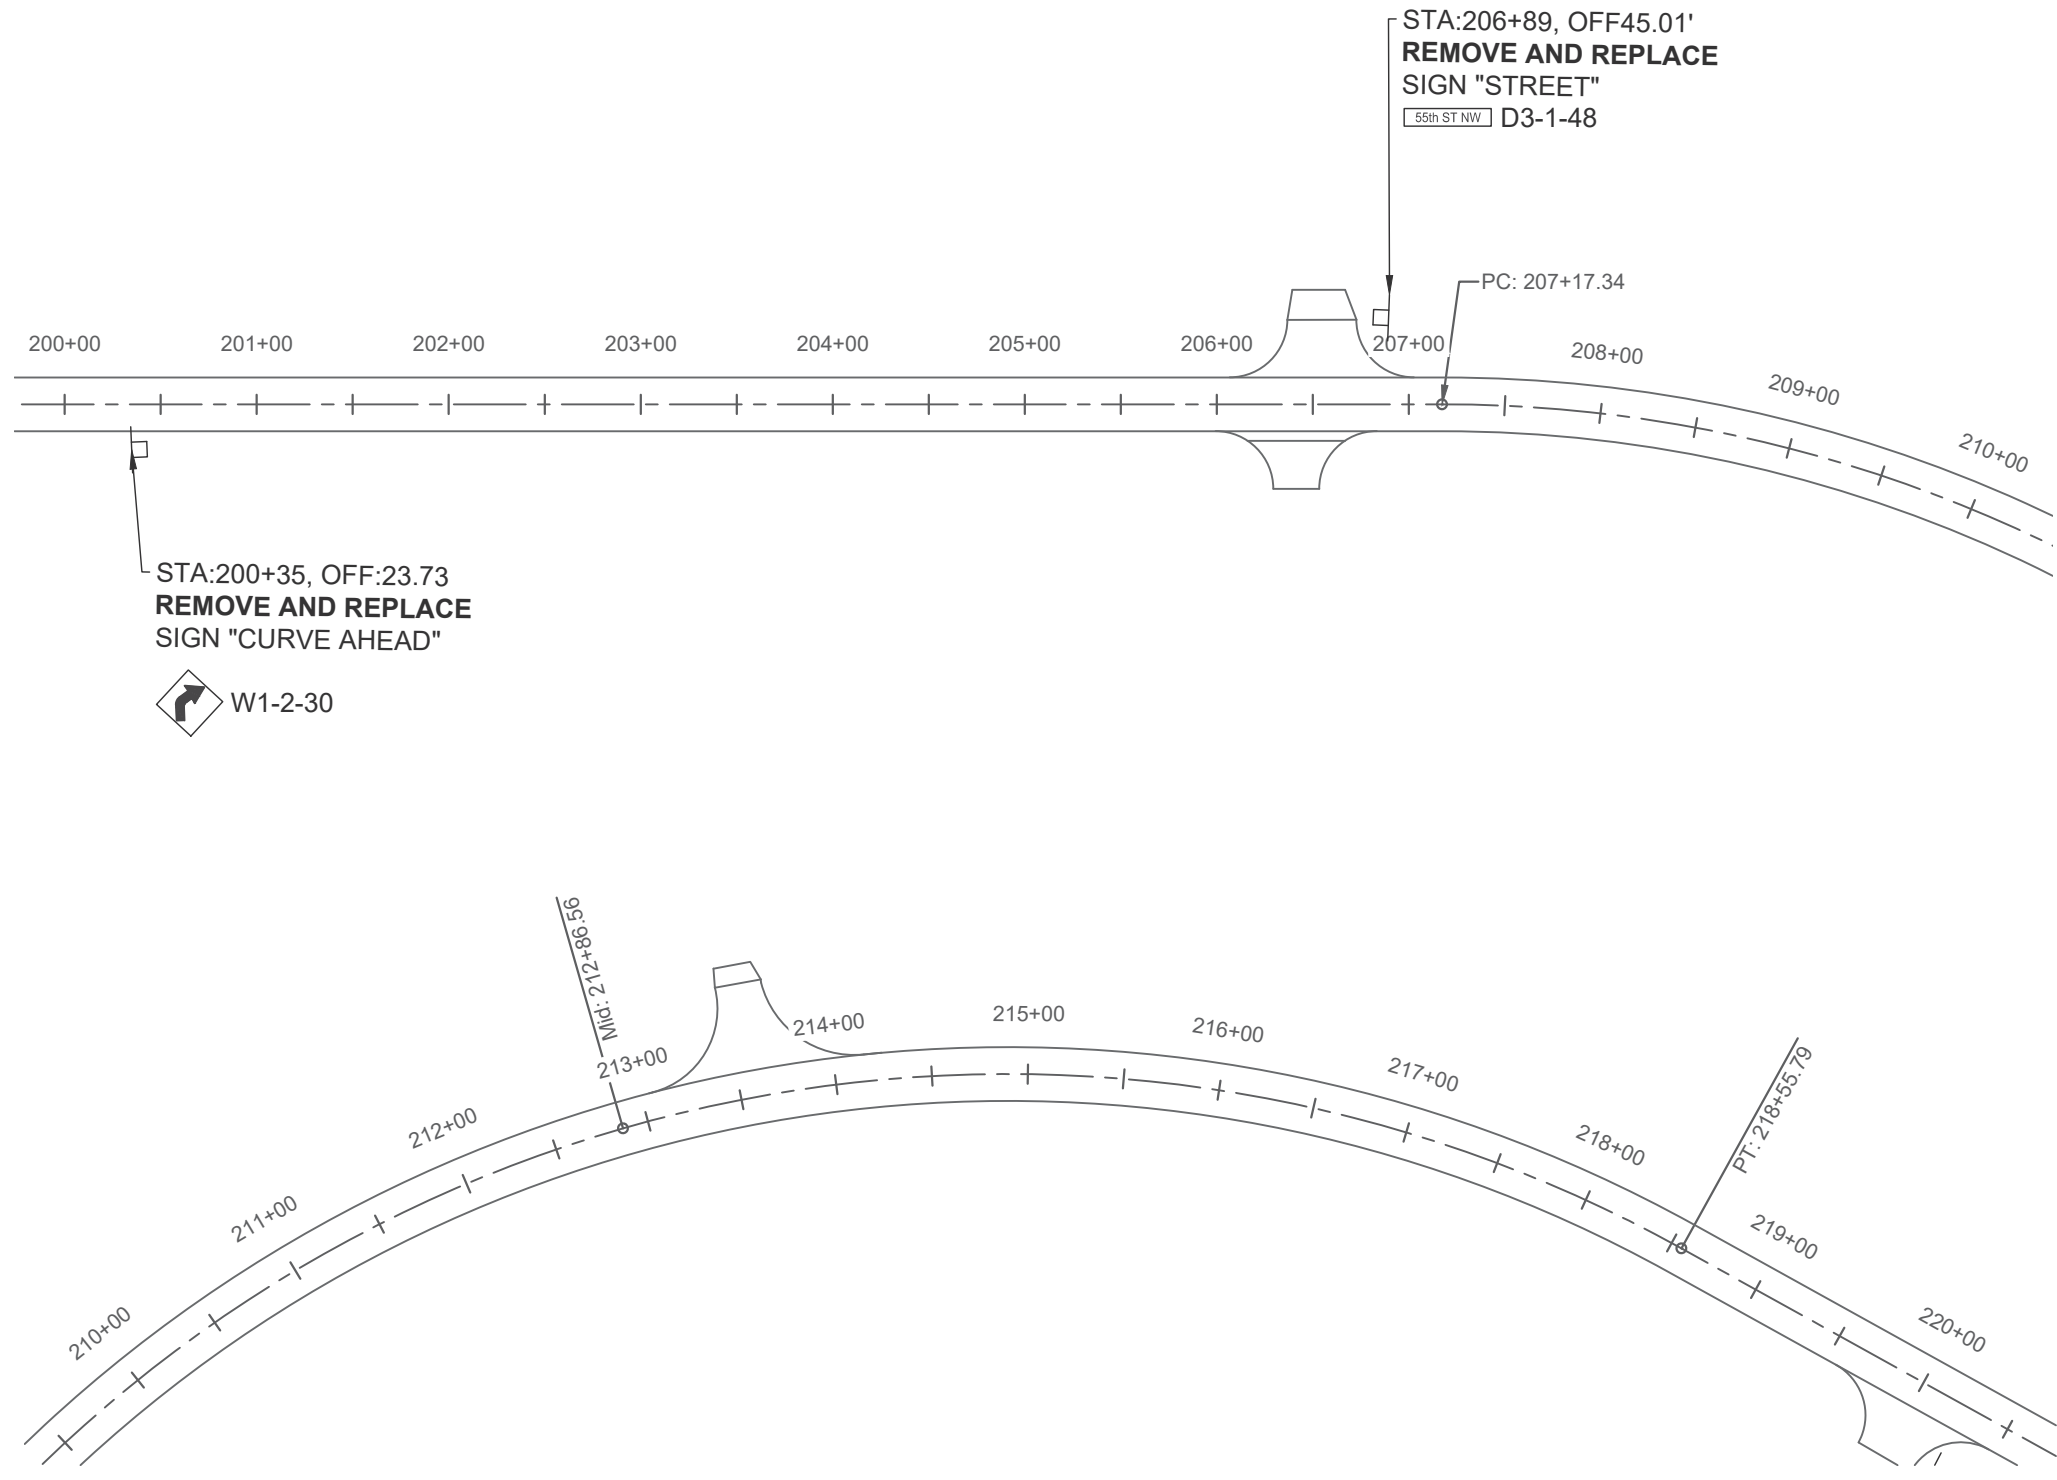 STA:206+89, OFF45.01'
REMOVE AND REPLACE
SIGN "STREET"
55th ST NW D3-1-48
PC: 207+17.34
200+00 201+00 202+00 203+00 204+00 205+00 206+00 207+00 208+00 209+00 210+00
STA:200+35, OFF:23.73
REMOVE AND REPLACE
SIGN "CURVE AHEAD"
W1-2-30
Mid: 212+86.56
PT: 218+55.79
210+00 211+00 212+00 213+00 214+00 215+00 216+00 217+00 218+00 219+00 220+00